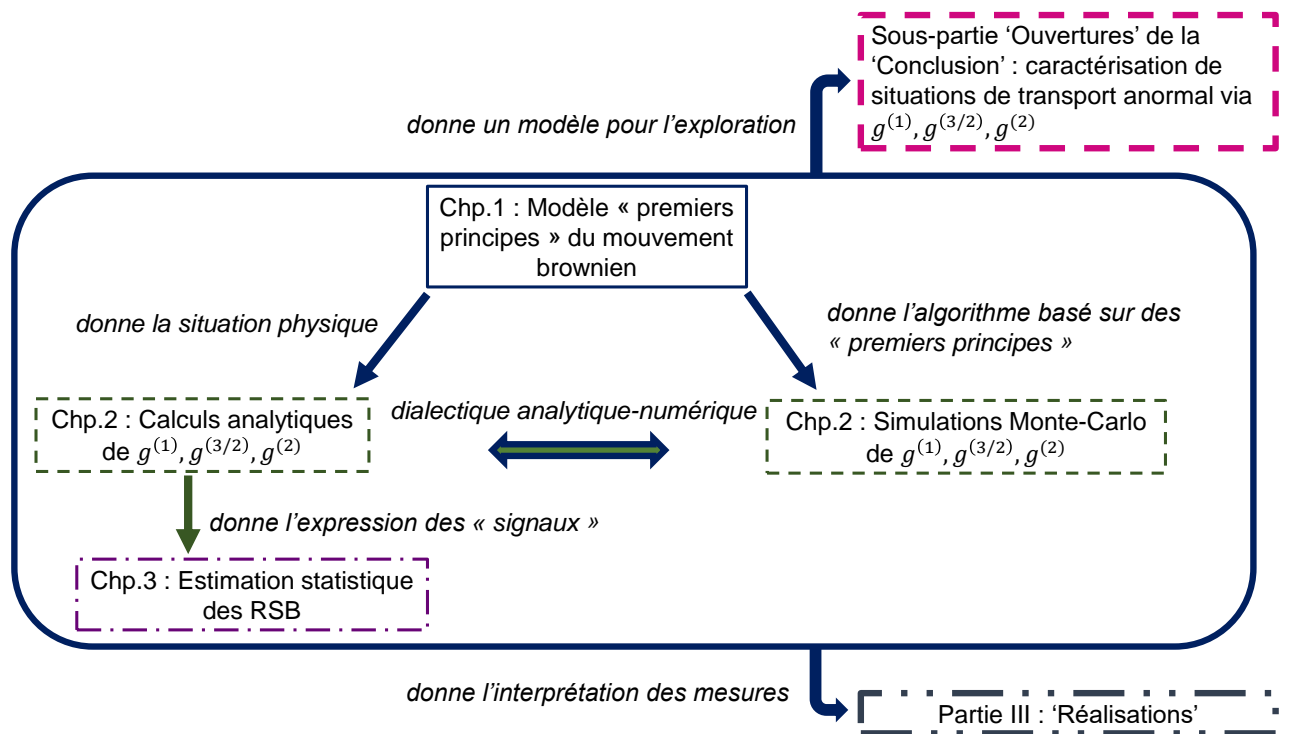 Sous-partie ‘Ouvertures’ de la
‘Conclusion’ : caractérisation de
situations de transport anormal via
g^(1), g^(3/2), g^(2)
donne un modèle pour l’exploration
Chp.1 : Modèle « premiers
principes » du mouvement
brownien
donne la situation physique
donne l’algorithme basé sur des
« premiers principes »
Chp.2 : Calculs analytiques
de g^(1), g^(3/2), g^(2)
dialectique analytique-numérique
Chp.2 : Simulations Monte-Carlo
de g^(1), g^(3/2), g^(2)
donne l’expression des « signaux »
Chp.3 : Estimation statistique
des RSB
donne l’interprétation des mesures
Partie III : ‘Réalisations’